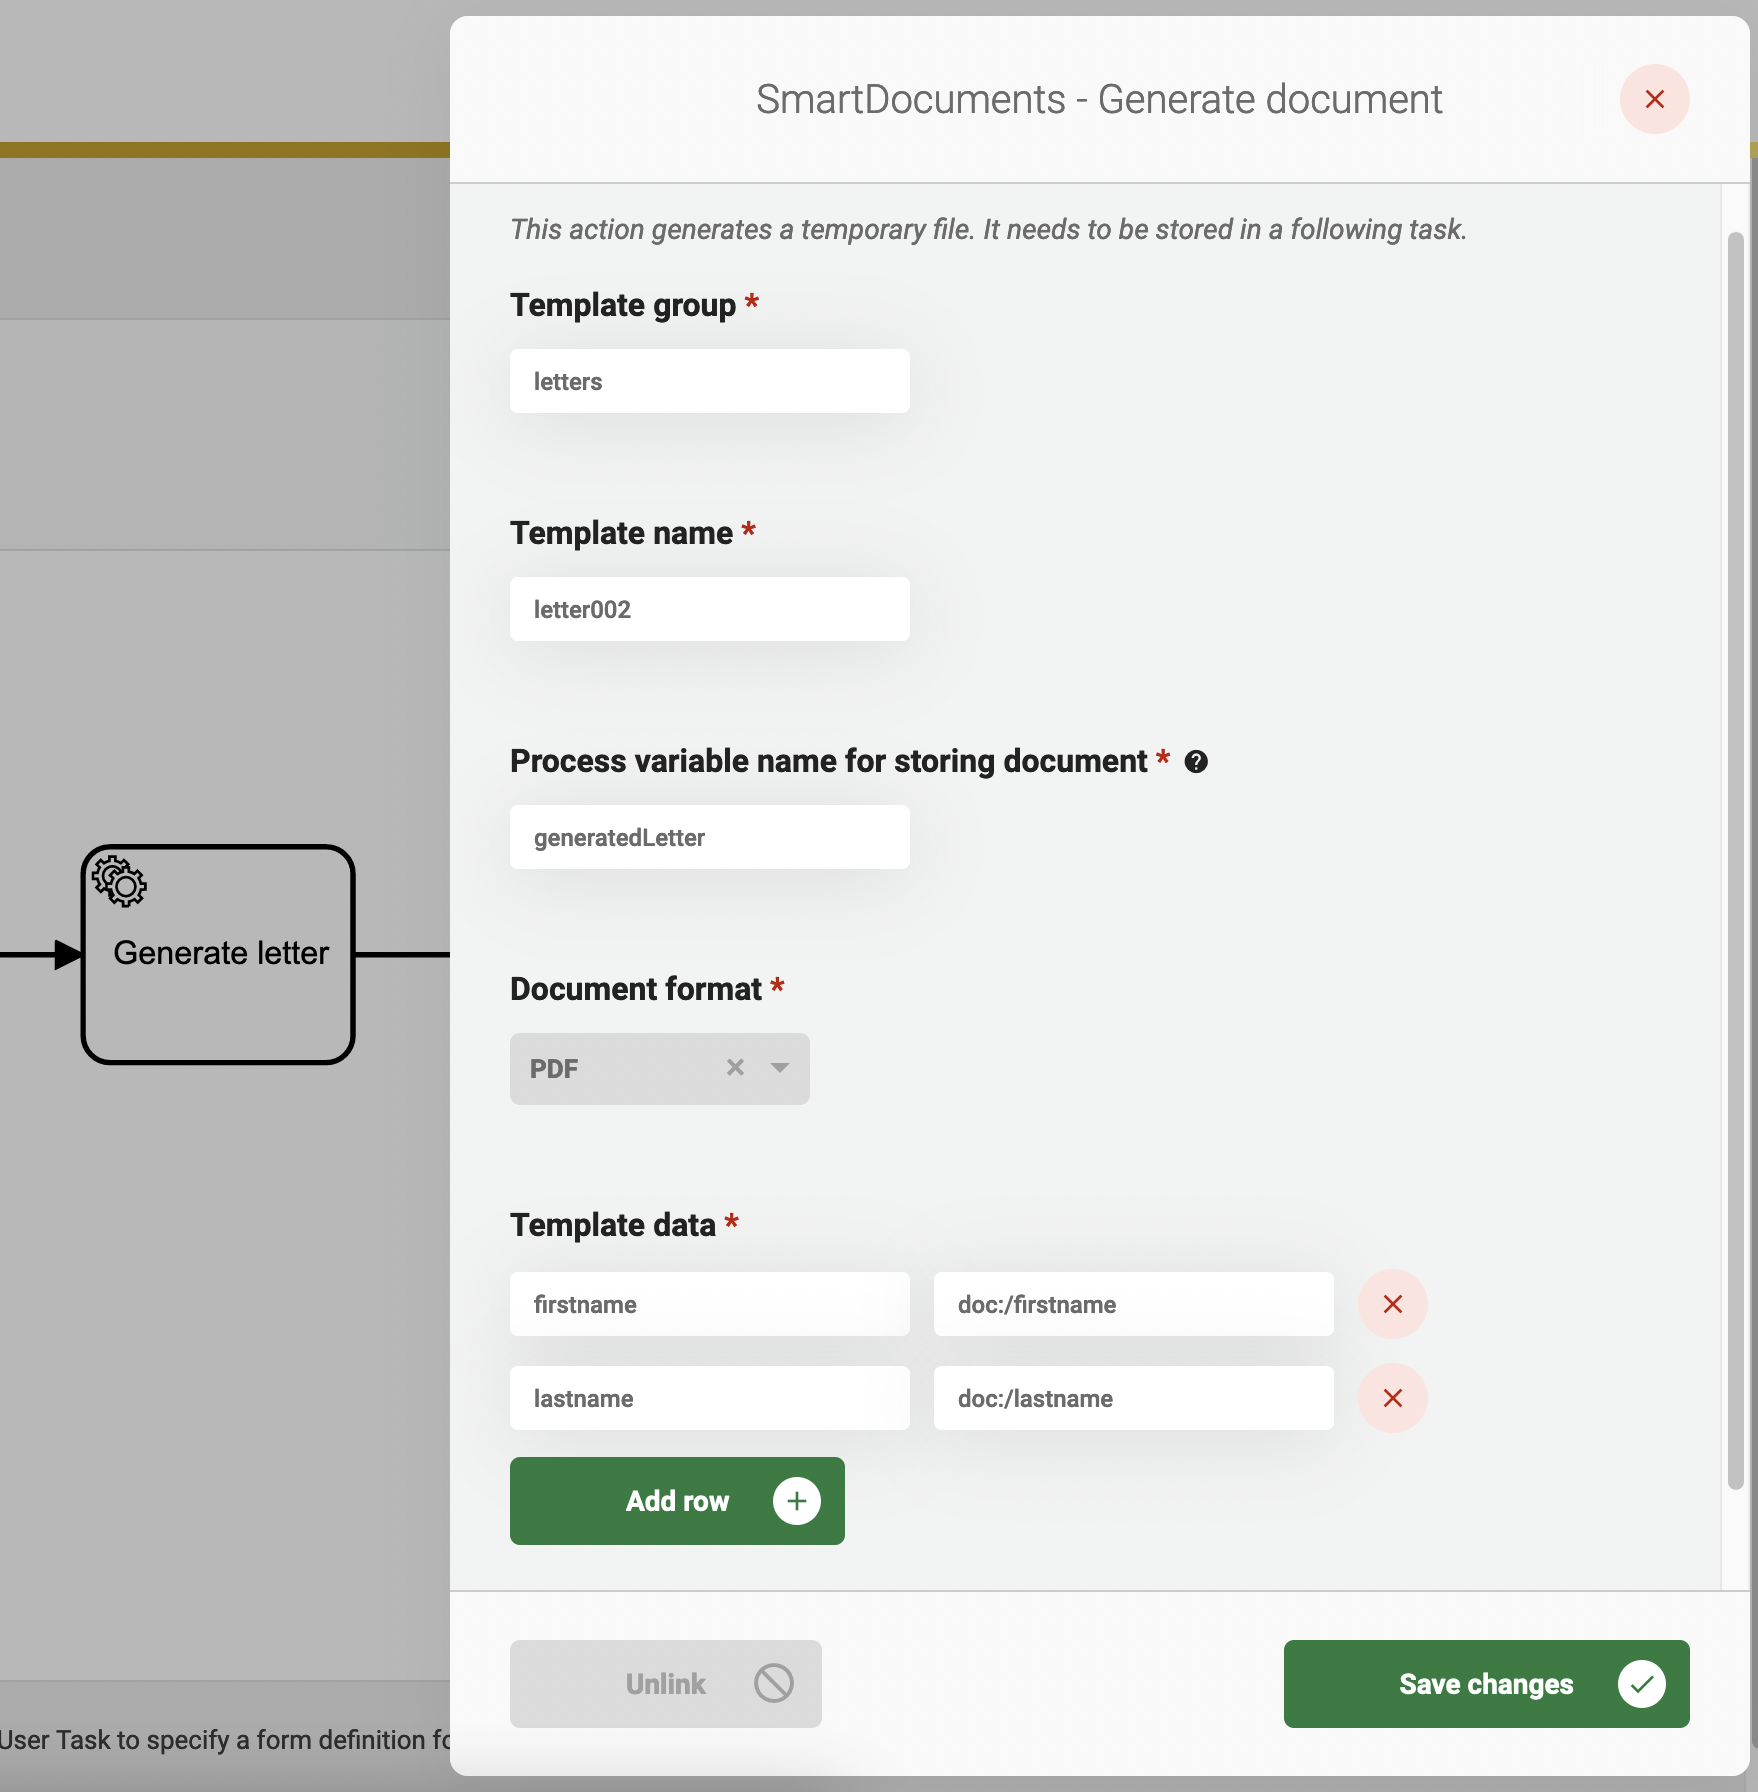 SmartDocuments - Generate document
This action generates a temporary file. It needs to be stored in a following task.
Template group *
letters
Template name *
letter002
Process variable name for storing document * ?
generatedLetter
Generate letter
Document format *
PDF
Template data *
firstname doc:/firstname
lastname doc:/lastname
Add row
Unlink Save changes
User Task to specify a form definition